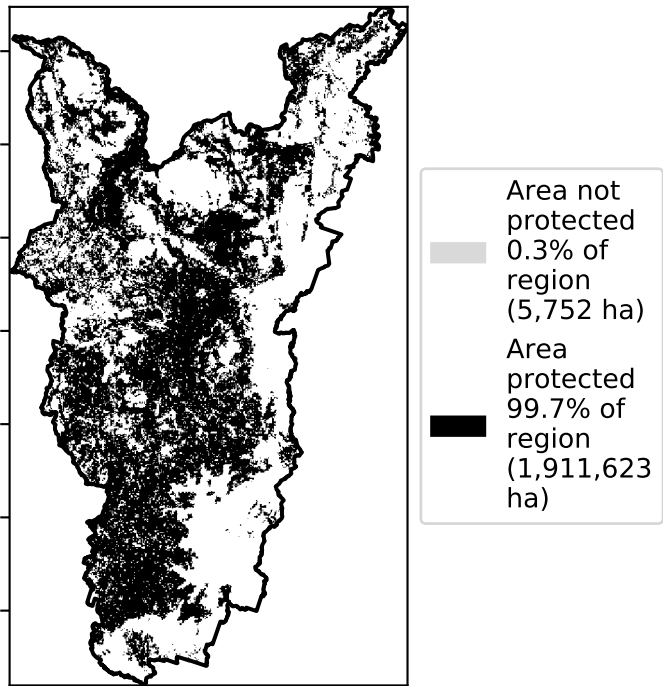 Area not
protected
0.3% of
region
(5,752 ha)
Area
protected
99.7% of
region
(1,911,623
ha)